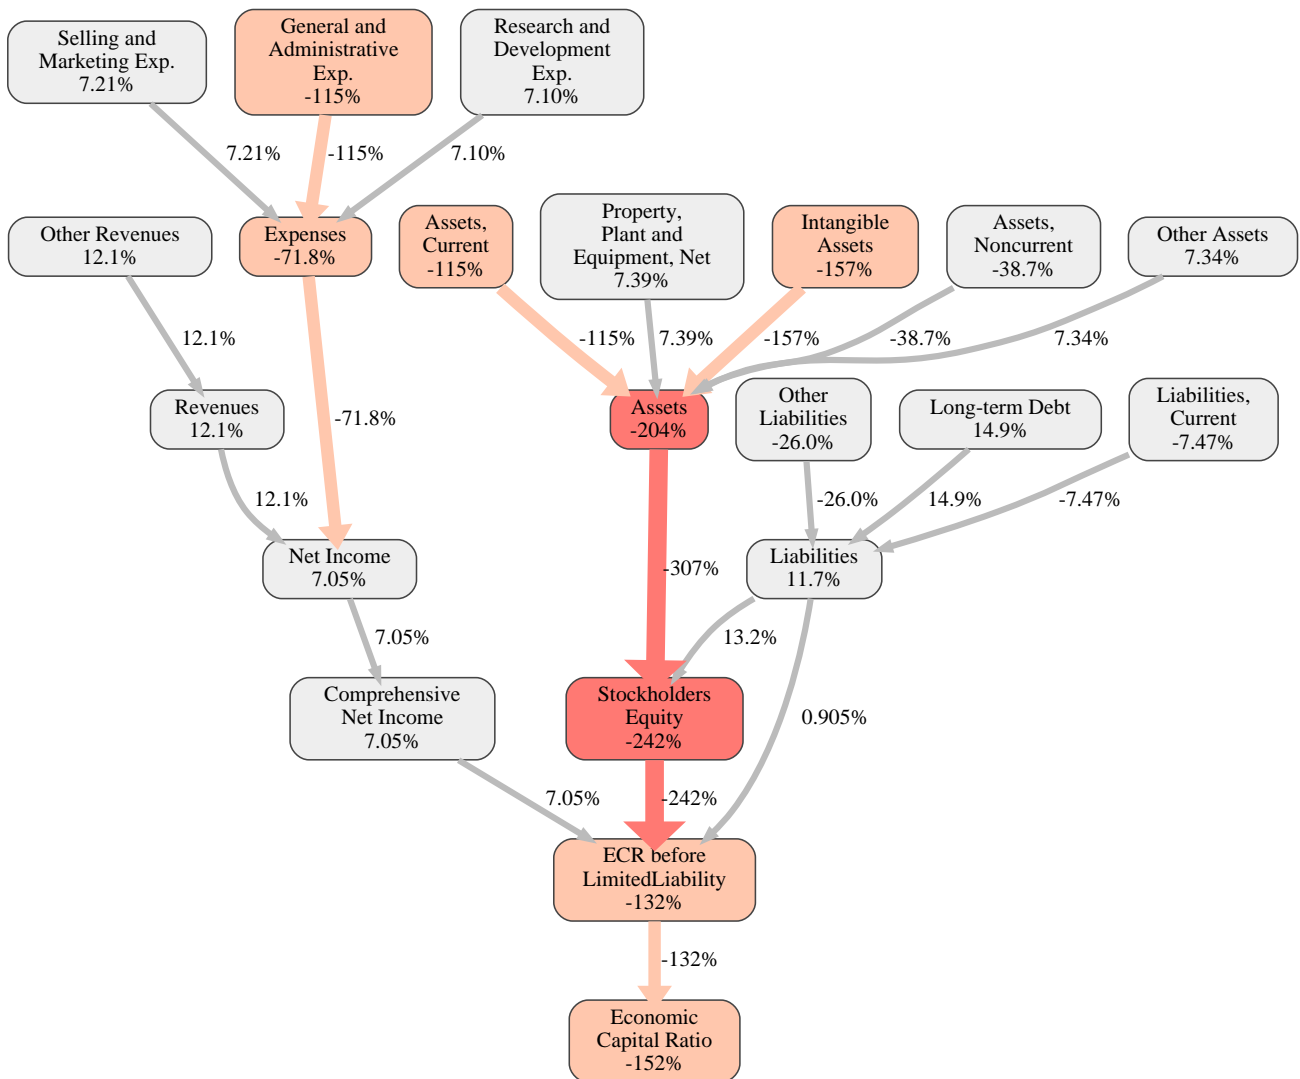 Selling and
Marketing Exp.
7.21%
General and
Administrative
Exp.
-115%
Research and
Development
Exp.
7.10%
7.21%
-115%
7.10%
Other Revenues
12.1%
Expenses
-71.8%
Assets,
Current
-115%
Property,
Plant and
Equipment, Net
7.39%
Intangible
Assets
-157%
Assets,
Noncurrent
-38.7%
Other Assets
7.34%
12.1%
-71.8%
-115%
7.39%
-157%
-38.7%
7.34%
Revenues
12.1%
Assets
-204%
Other
Liabilities
-26.0%
Long-term Debt
14.9%
Liabilities,
Current
-7.47%
12.1%
-307%
-26.0%
14.9%
-7.47%
Net Income
7.05%
Liabilities
11.7%
7.05%
13.2%
0.905%
Comprehensive
Net Income
7.05%
Stockholders
Equity
-242%
7.05%
-242%
ECR before
LimitedLiability
-132%
-132%
Economic
Capital Ratio
-152%